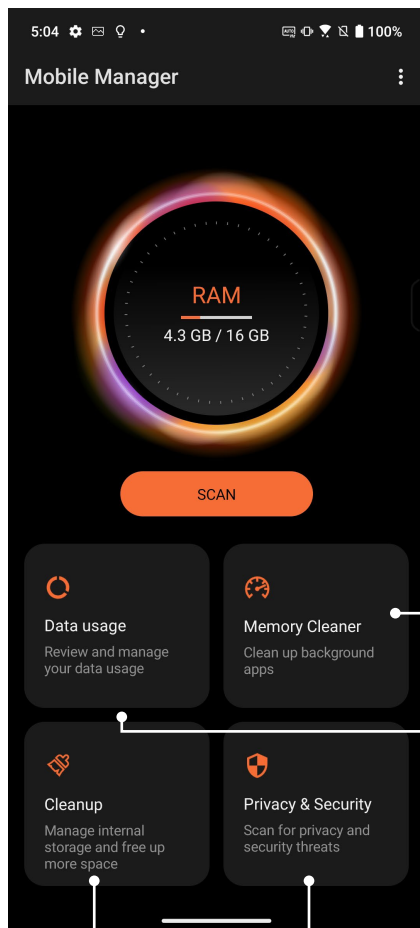 5:04 100%
Mobile Manager
RAM
4.3 GB / 16 GB
SCAN
Data usage
Review and manage
your data usage
Memory Cleaner
Clean up background
apps
Cleanup
Manage internal
storage and free up
more space
Privacy & Security
Scan for privacy and
security threats